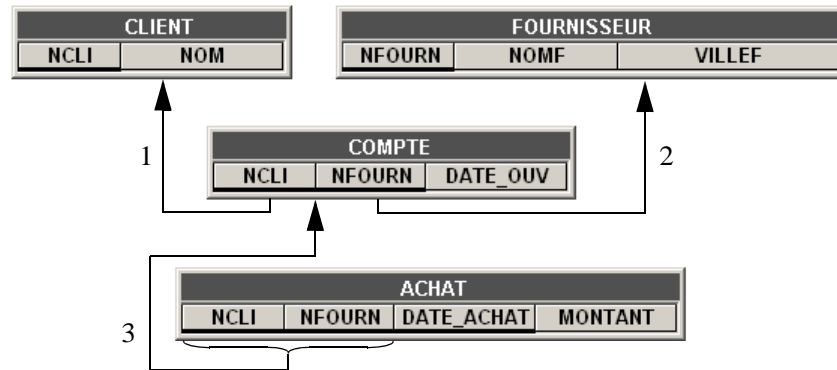 CLIENT
NCLI NOM
FOURNISSEUR
NFOURN NOMF VILLEF
1
COMPTE
NCLI NFOURN DATE_OUV
2
ACHAT
NCLI NFOURN DATE_ACHAT MONTANT
3